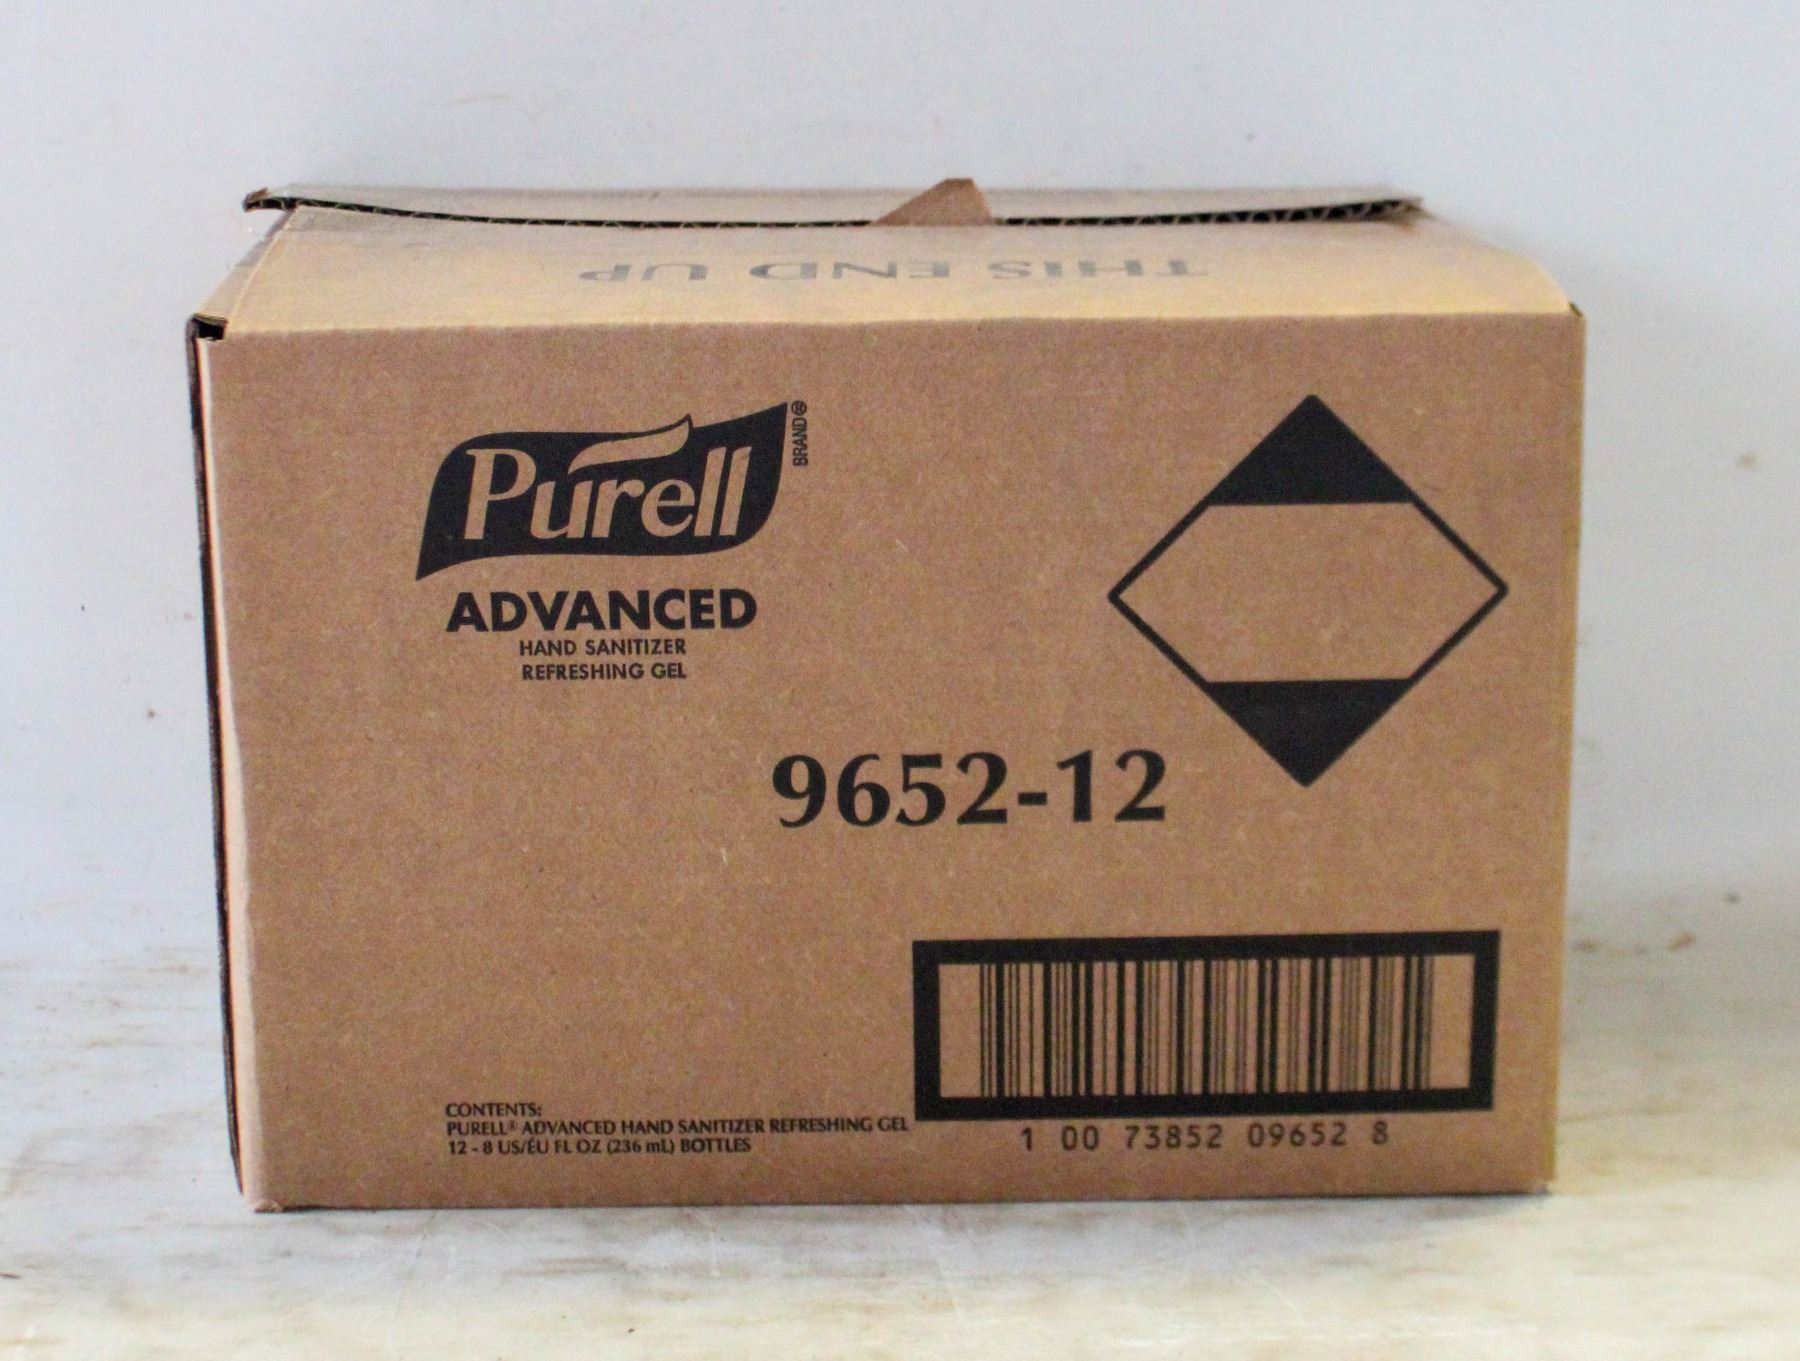 THIS END UP
Purell BRAND®
ADVANCED
HAND SANITIZER
REFRESHING GEL
9652-12
CONTENTS:
PURELL® ADVANCED HAND SANITIZER REFRESHING GEL
12 - 8 US/ÉU FL OZ (236 mL) BOTTLES
1 00 73852 09652 8